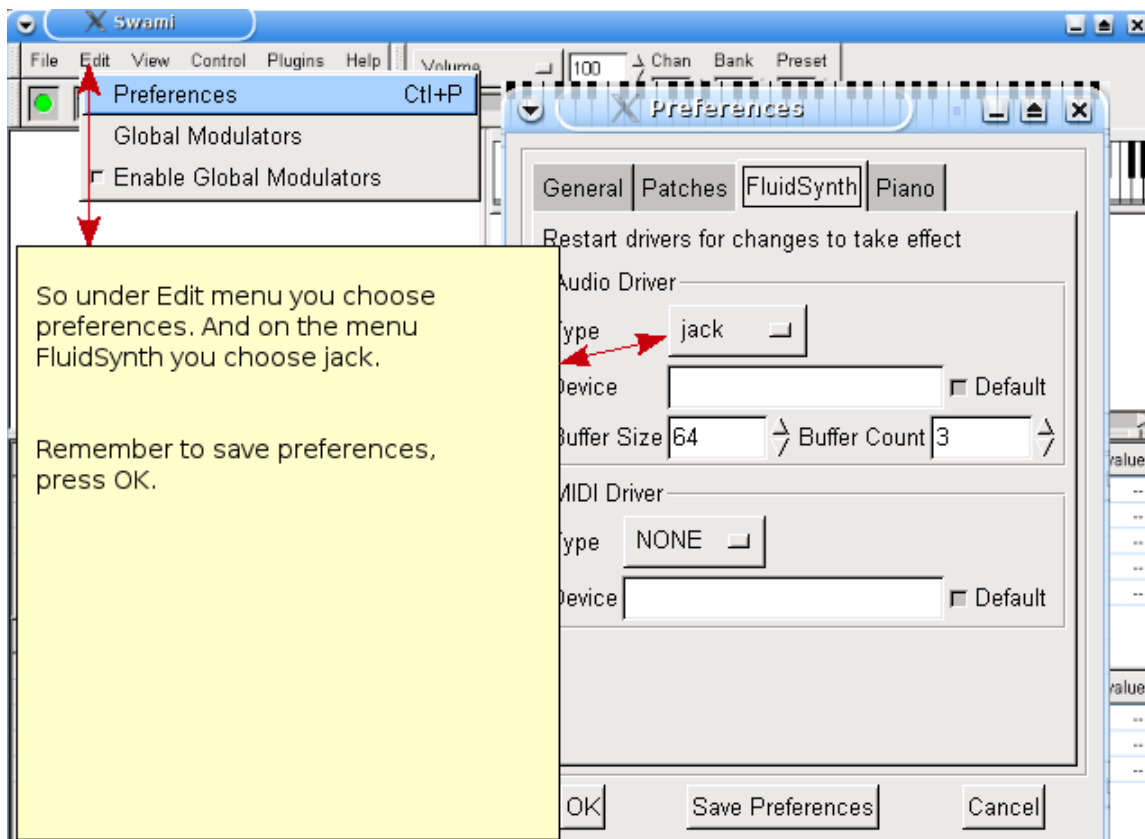 Swami
File Edit View Control Plugins Help
Volume 100 Chan Bank Preset
Preferences Ctl+P
Global Modulators
Enable Global Modulators
So under Edit menu you choose
preferences. And on the menu
FluidSynth you choose jack.
Remember to save preferences,
press OK.
Preferences
General Patches FluidSynth Piano
Restart drivers for changes to take effect
Audio Driver
Type jack
Device Default
Buffer Size 64 Buffer Count 3
MIDI Driver
Type NONE
Device Default
OK Save Preferences Cancel
value
--
--
--
--
--
value
--
--
--